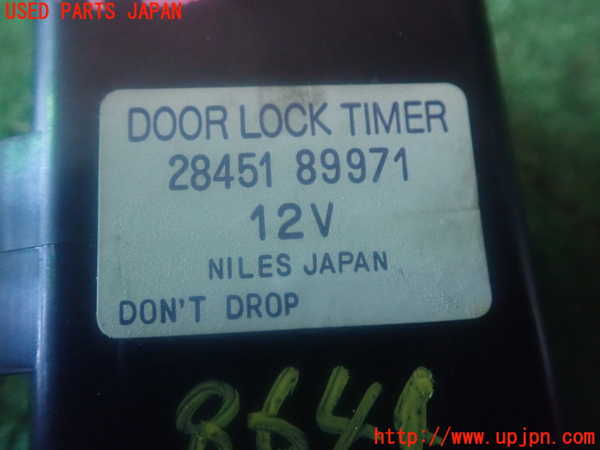 USED PARTS JAPAN
DOOR LOCK TIMER
28451 89971
12V
NILES JAPAN
DON'T DROP
8641
http://www.upjpn.com